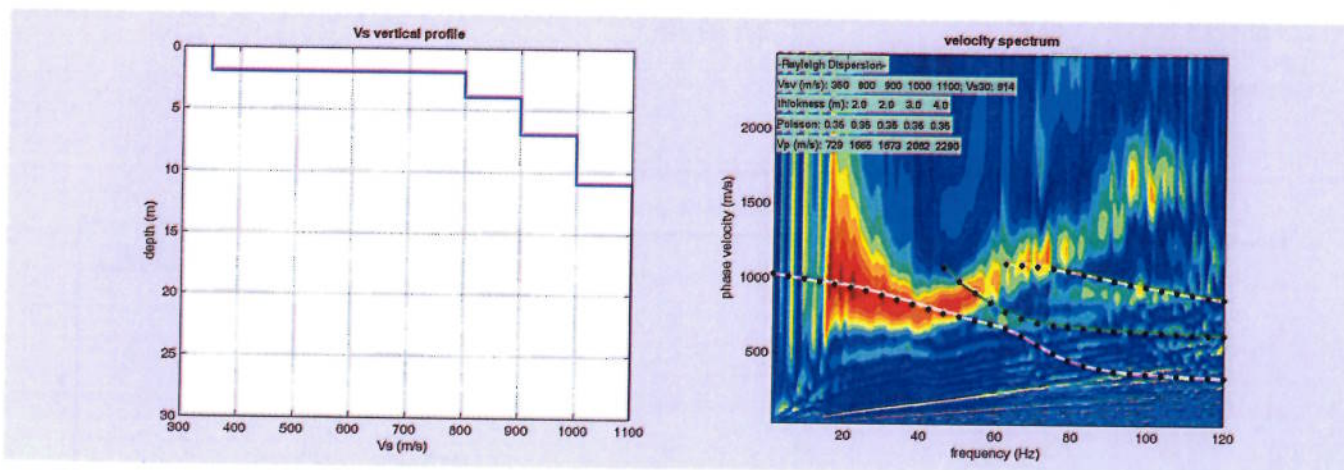 Vs vertical profile
depth (m)
0
5
10
15
20
25
30
300 400 500 600 700 800 900 1000 1100
Vs (m/s)
velocity spectrum
-Rayleigh Dispersion-
Vsv (m/s): 350 800 900 1000 1100; Vs30: 914
thickness (m): 2.0 2.0 3.0 4.0
Poisson: 0.35 0.35 0.35 0.35 0.35
Vp (m/s): 729 1665 1873 2082 2290
phase velocity (m/s)
2000
1500
1000
500
20 40 60 80 100 120
frequency (Hz)